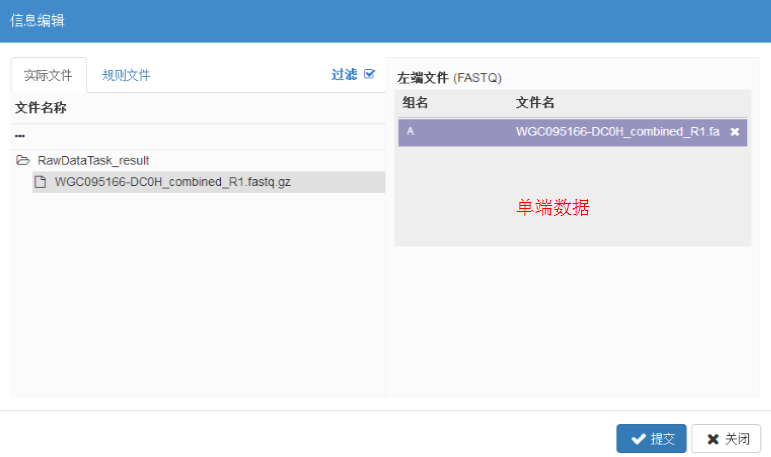 信息编辑
实际文件 规则文件 过滤
文件名称
...
RawDataTask_result
WGC095166-DC0H_combined_R1.fastq.gz
左端文件 (FASTQ)
组名 文件名
A WGC095166-DC0H_combined_R1.fa
单端数据
提交 关闭